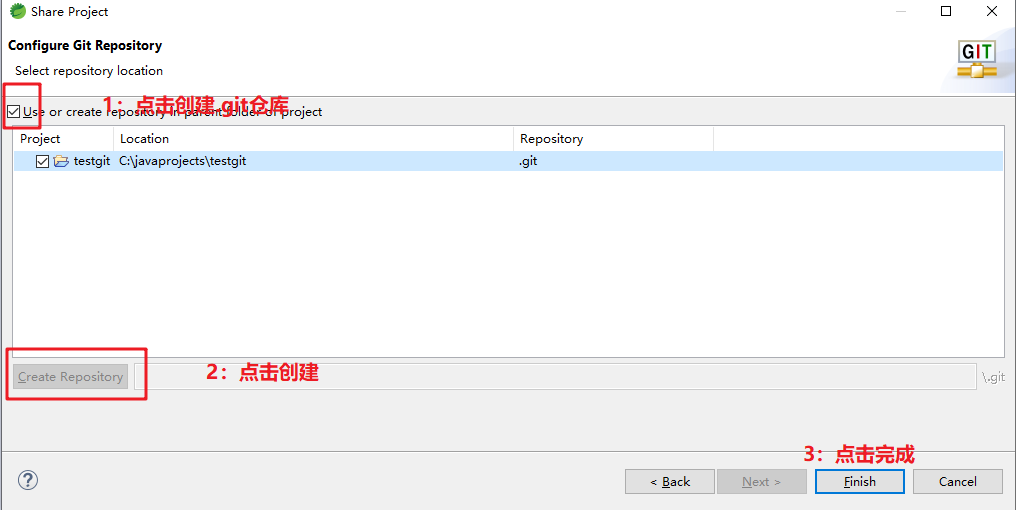 Share Project
Configure Git Repository
Select repository location
GIT
1：点击创建.git仓库
Use or create repository in parent folder of project
Project Location Repository
testgit C:\javaprojects\testgit .git
Create Repository 2：点击创建 \.git
3：点击完成
? < Back Next > Finish Cancel